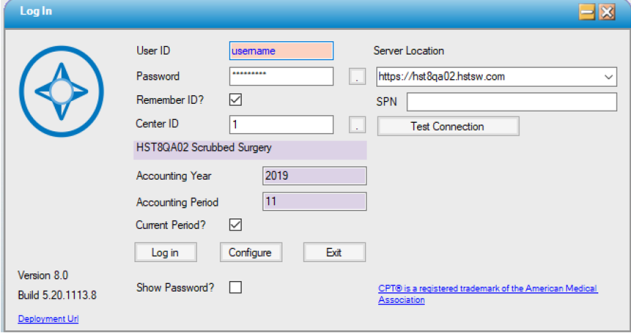 Log In
User ID
username
Server Location
Password
*********
.
https://hst8qa02.hstsw.com
Remember ID?
SPN
Center ID
1
.
Test Connection
HST8QA02 Scrubbed Surgery
Accounting Year
2019
Accounting Period
11
Current Period?
Log in
Configure
Exit
Version 8.0
Show Password?
Build 5.20.1113.8
CPT® is a registered trademark of the American Medical
Association
Deployment Url